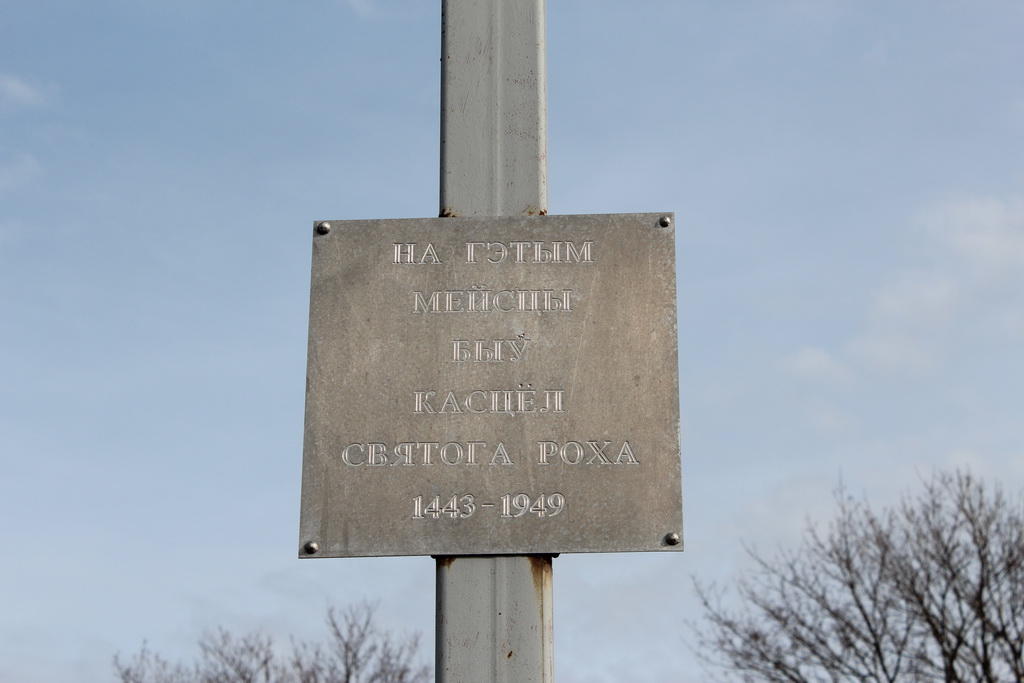 НА ГЭТЫМ
МЕЙСЦЫ
БЫЎ
КАСЦЁЛ
СВЯТОГА РОХА
1443-1949